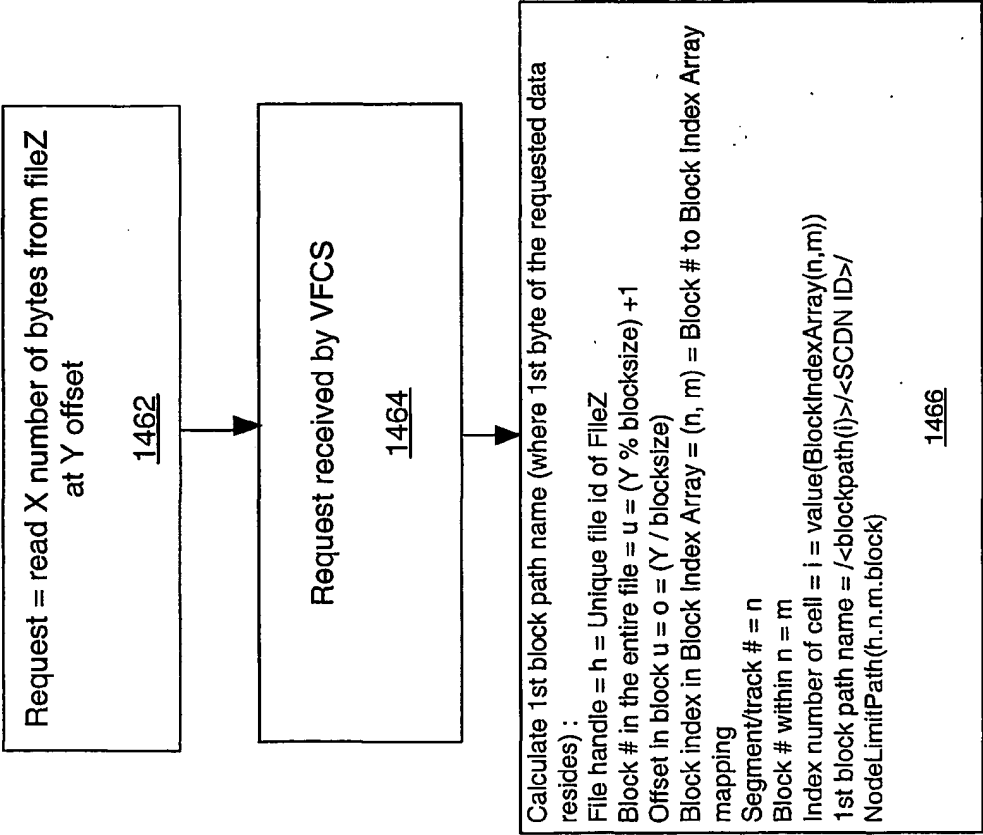 Request = read X number of bytes from fileZ
at Y offset
1462
Request received by VFCS
1464
Calculate 1st block path name (where 1st byte of the requested data
resides) :
File handle = h = Unique file id of FileZ
Block # in the entire file = u = (Y % blocksize) +1
Offset in block u = o = (Y / blocksize)
Block index in Block Index Array = (n, m) = Block # to Block Index Array
mapping
Segment/track # = n
Block # within n = m
Index number of cell = i = value(BlockIndexArray(n,m))
1st block path name = /<blockpath(i)>/<SCDN ID>/
NodeLimitPath(h.n.m.block)
1466